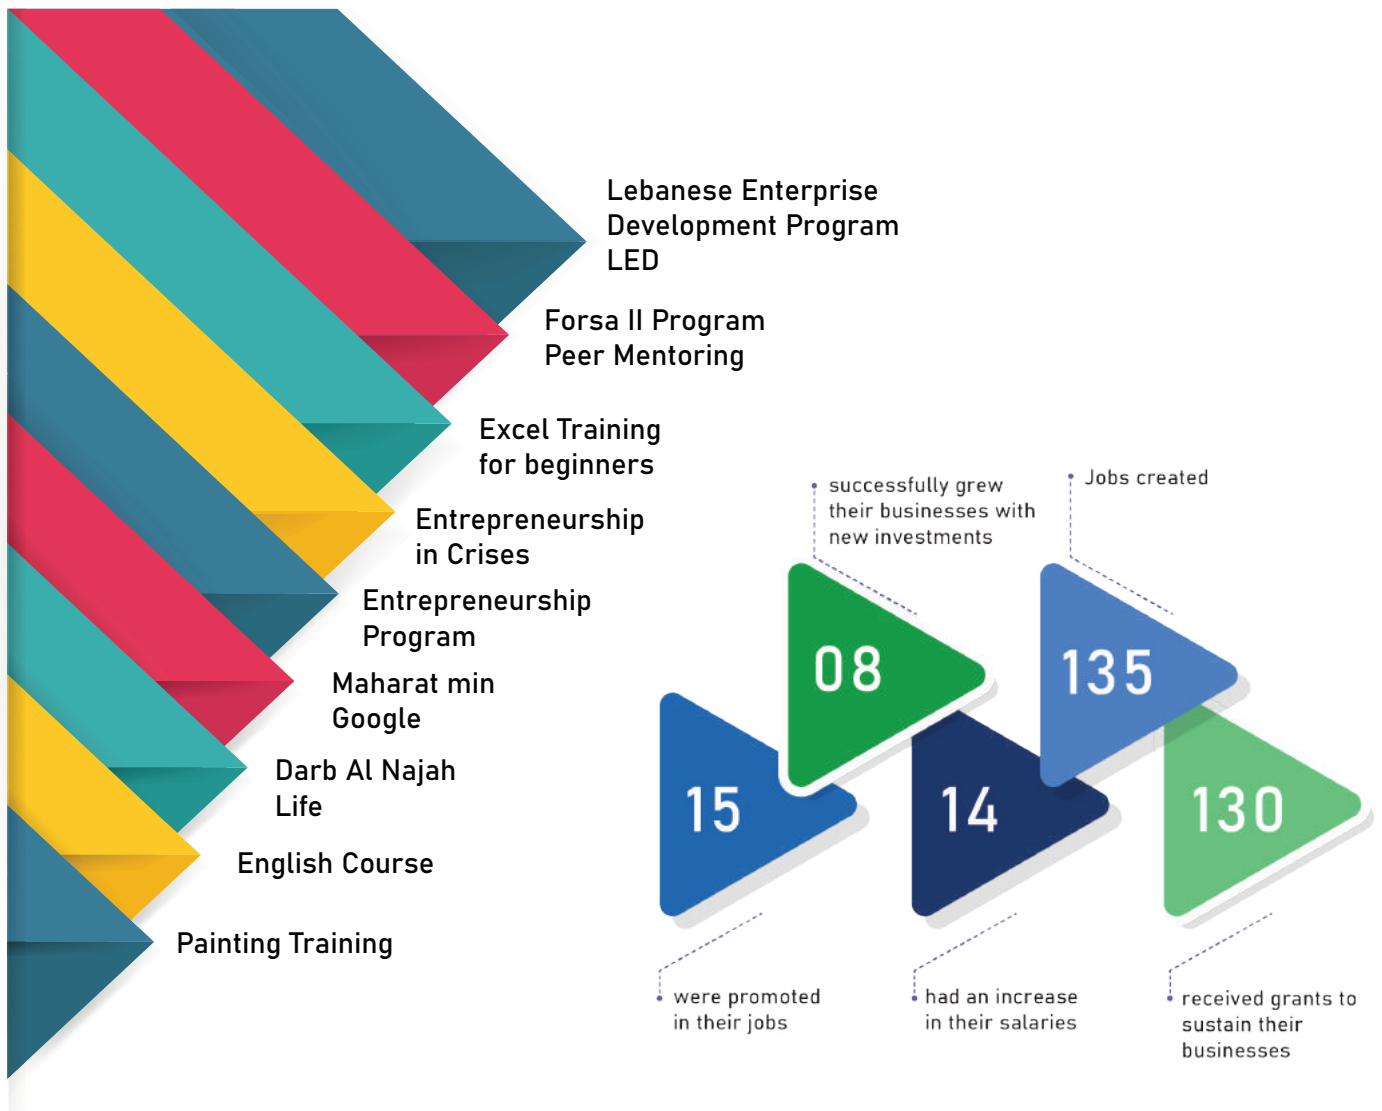 Lebanese Enterprise
Development Program
LED
Forsa II Program
Peer Mentoring
Excel Training
for beginners
Entrepreneurship
in Crises
Entrepreneurship
Program
Maharat min
Google
Darb Al Najah
Life
English Course
Painting Training
successfully grew
their businesses with
new investments
Jobs created
08
135
15
14
130
were promoted
in their jobs
had an increase
in their salaries
received grants to
sustain their
businesses